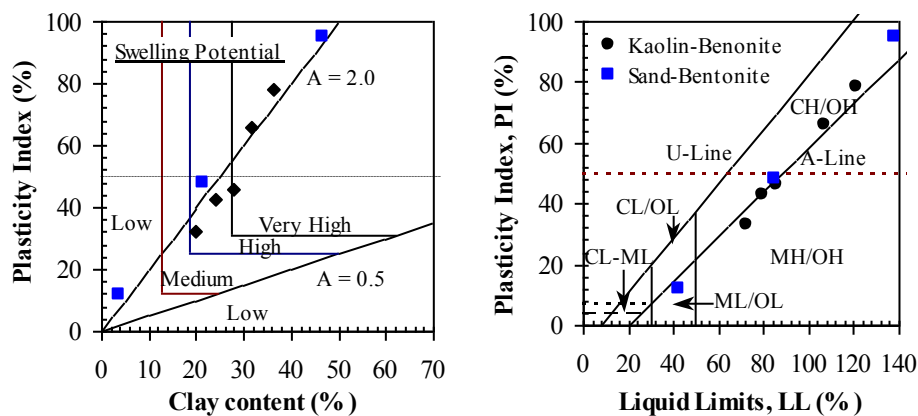 Plasticity Index (%)
100
80
60
40
20
0
Swelling Potential
A = 2.0
Low
Very High
High
Medium
A = 0.5
Low
0 10 20 30 40 50 60 70
Clay content (%)
Plasticity Index, PI (%)
100
80
60
40
20
0
Kaolin-Benonite
Sand-Bentonite
CH/OH
U-Line
A-Line
CL/OL
CL-ML
MH/OH
ML/OL
0 20 40 60 80 100 120 140
Liquid Limits, LL (%)